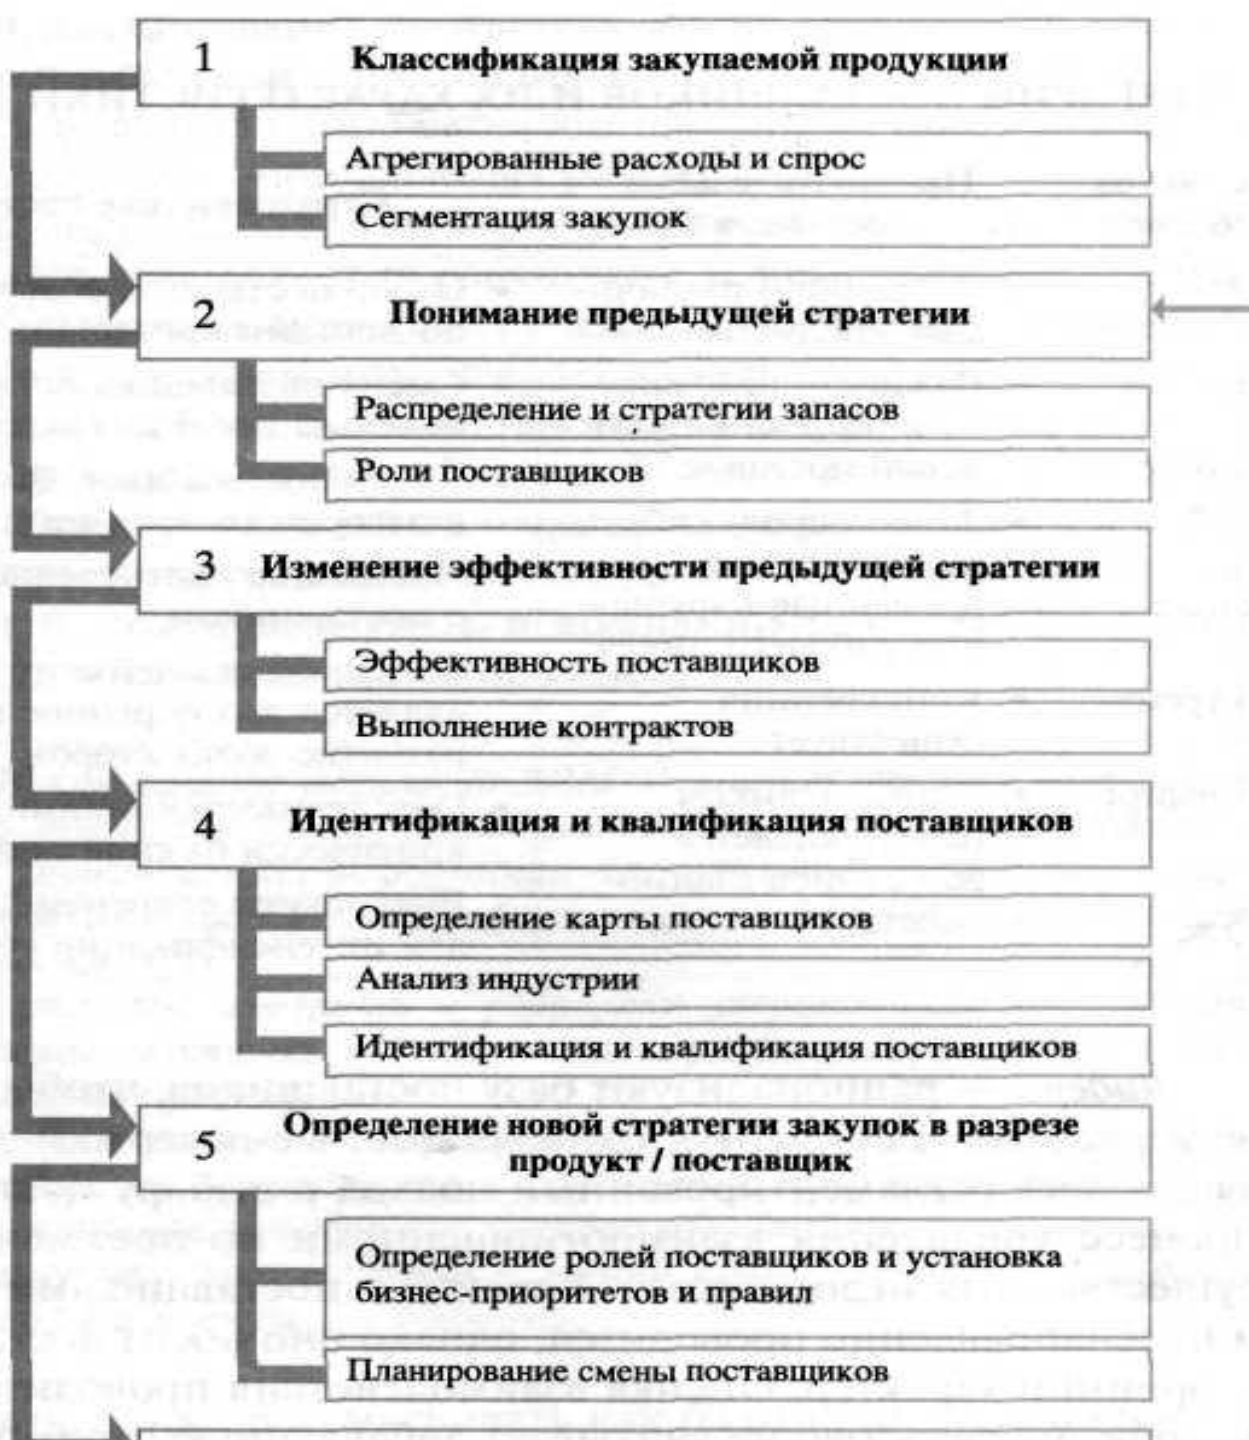 1 Классификация закупаемой продукции
Агрегированные расходы и спрос
Сегментация закупок
2 Понимание предыдущей стратегии
Распределение и стратегии запасов
Роли поставщиков
3 Изменение эффективности предыдущей стратегии
Эффективность поставщиков
Выполнение контрактов
4 Идентификация и квалификация поставщиков
Определение карты поставщиков
Анализ индустрии
Идентификация и квалификация поставщиков
5 Определение новой стратегии закупок в разрезе
продукт / поставщик
Определение ролей поставщиков и установка
бизнес-приоритетов и правил
Планирование смены поставщиков